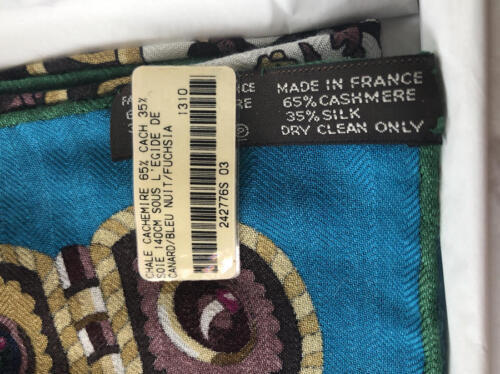 CHALE CACHEMIRE 65% CACH 35%
SOIE 140CM SOUS L'EGIDE DE
CANARD/BLEU NUIT/FUCHSIA
1310
242776S 03
MADE IN FRANCE
65% CASHMERE
35% SILK
DRY CLEAN ONLY